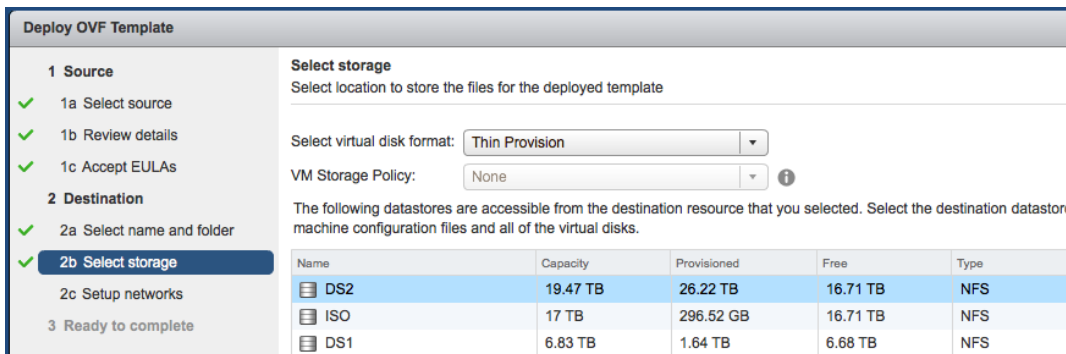 Deploy OVF Template
1 Source
1a Select source
1b Review details
1c Accept EULAs
2 Destination
2a Select name and folder
2b Select storage
2c Setup networks
3 Ready to complete
Select storage
Select location to store the files for the deployed template
Select virtual disk format: Thin Provision
VM Storage Policy: None
The following datastores are accessible from the destination resource that you selected. Select the destination datastor
machine configuration files and all of the virtual disks.
Name Capacity Provisioned Free Type
DS2 19.47 TB 26.22 TB 16.71 TB NFS
ISO 17 TB 296.52 GB 16.71 TB NFS
DS1 6.83 TB 1.64 TB 6.68 TB NFS